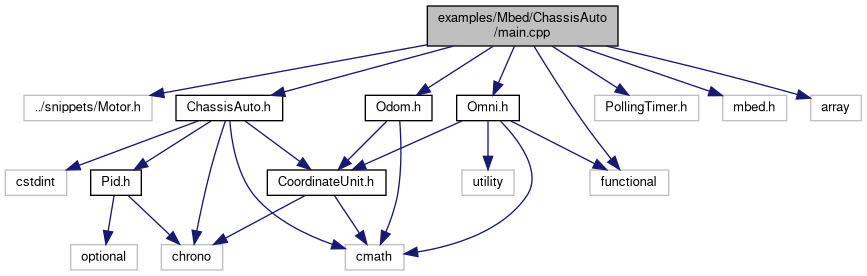 examples/Mbed/ChassisAuto
/main.cpp
../snippets/Motor.h
ChassisAuto.h
Odom.h
Omni.h
PollingTimer.h
mbed.h
array
cstdint
Pid.h
CoordinateUnit.h
utility
functional
optional
chrono
cmath